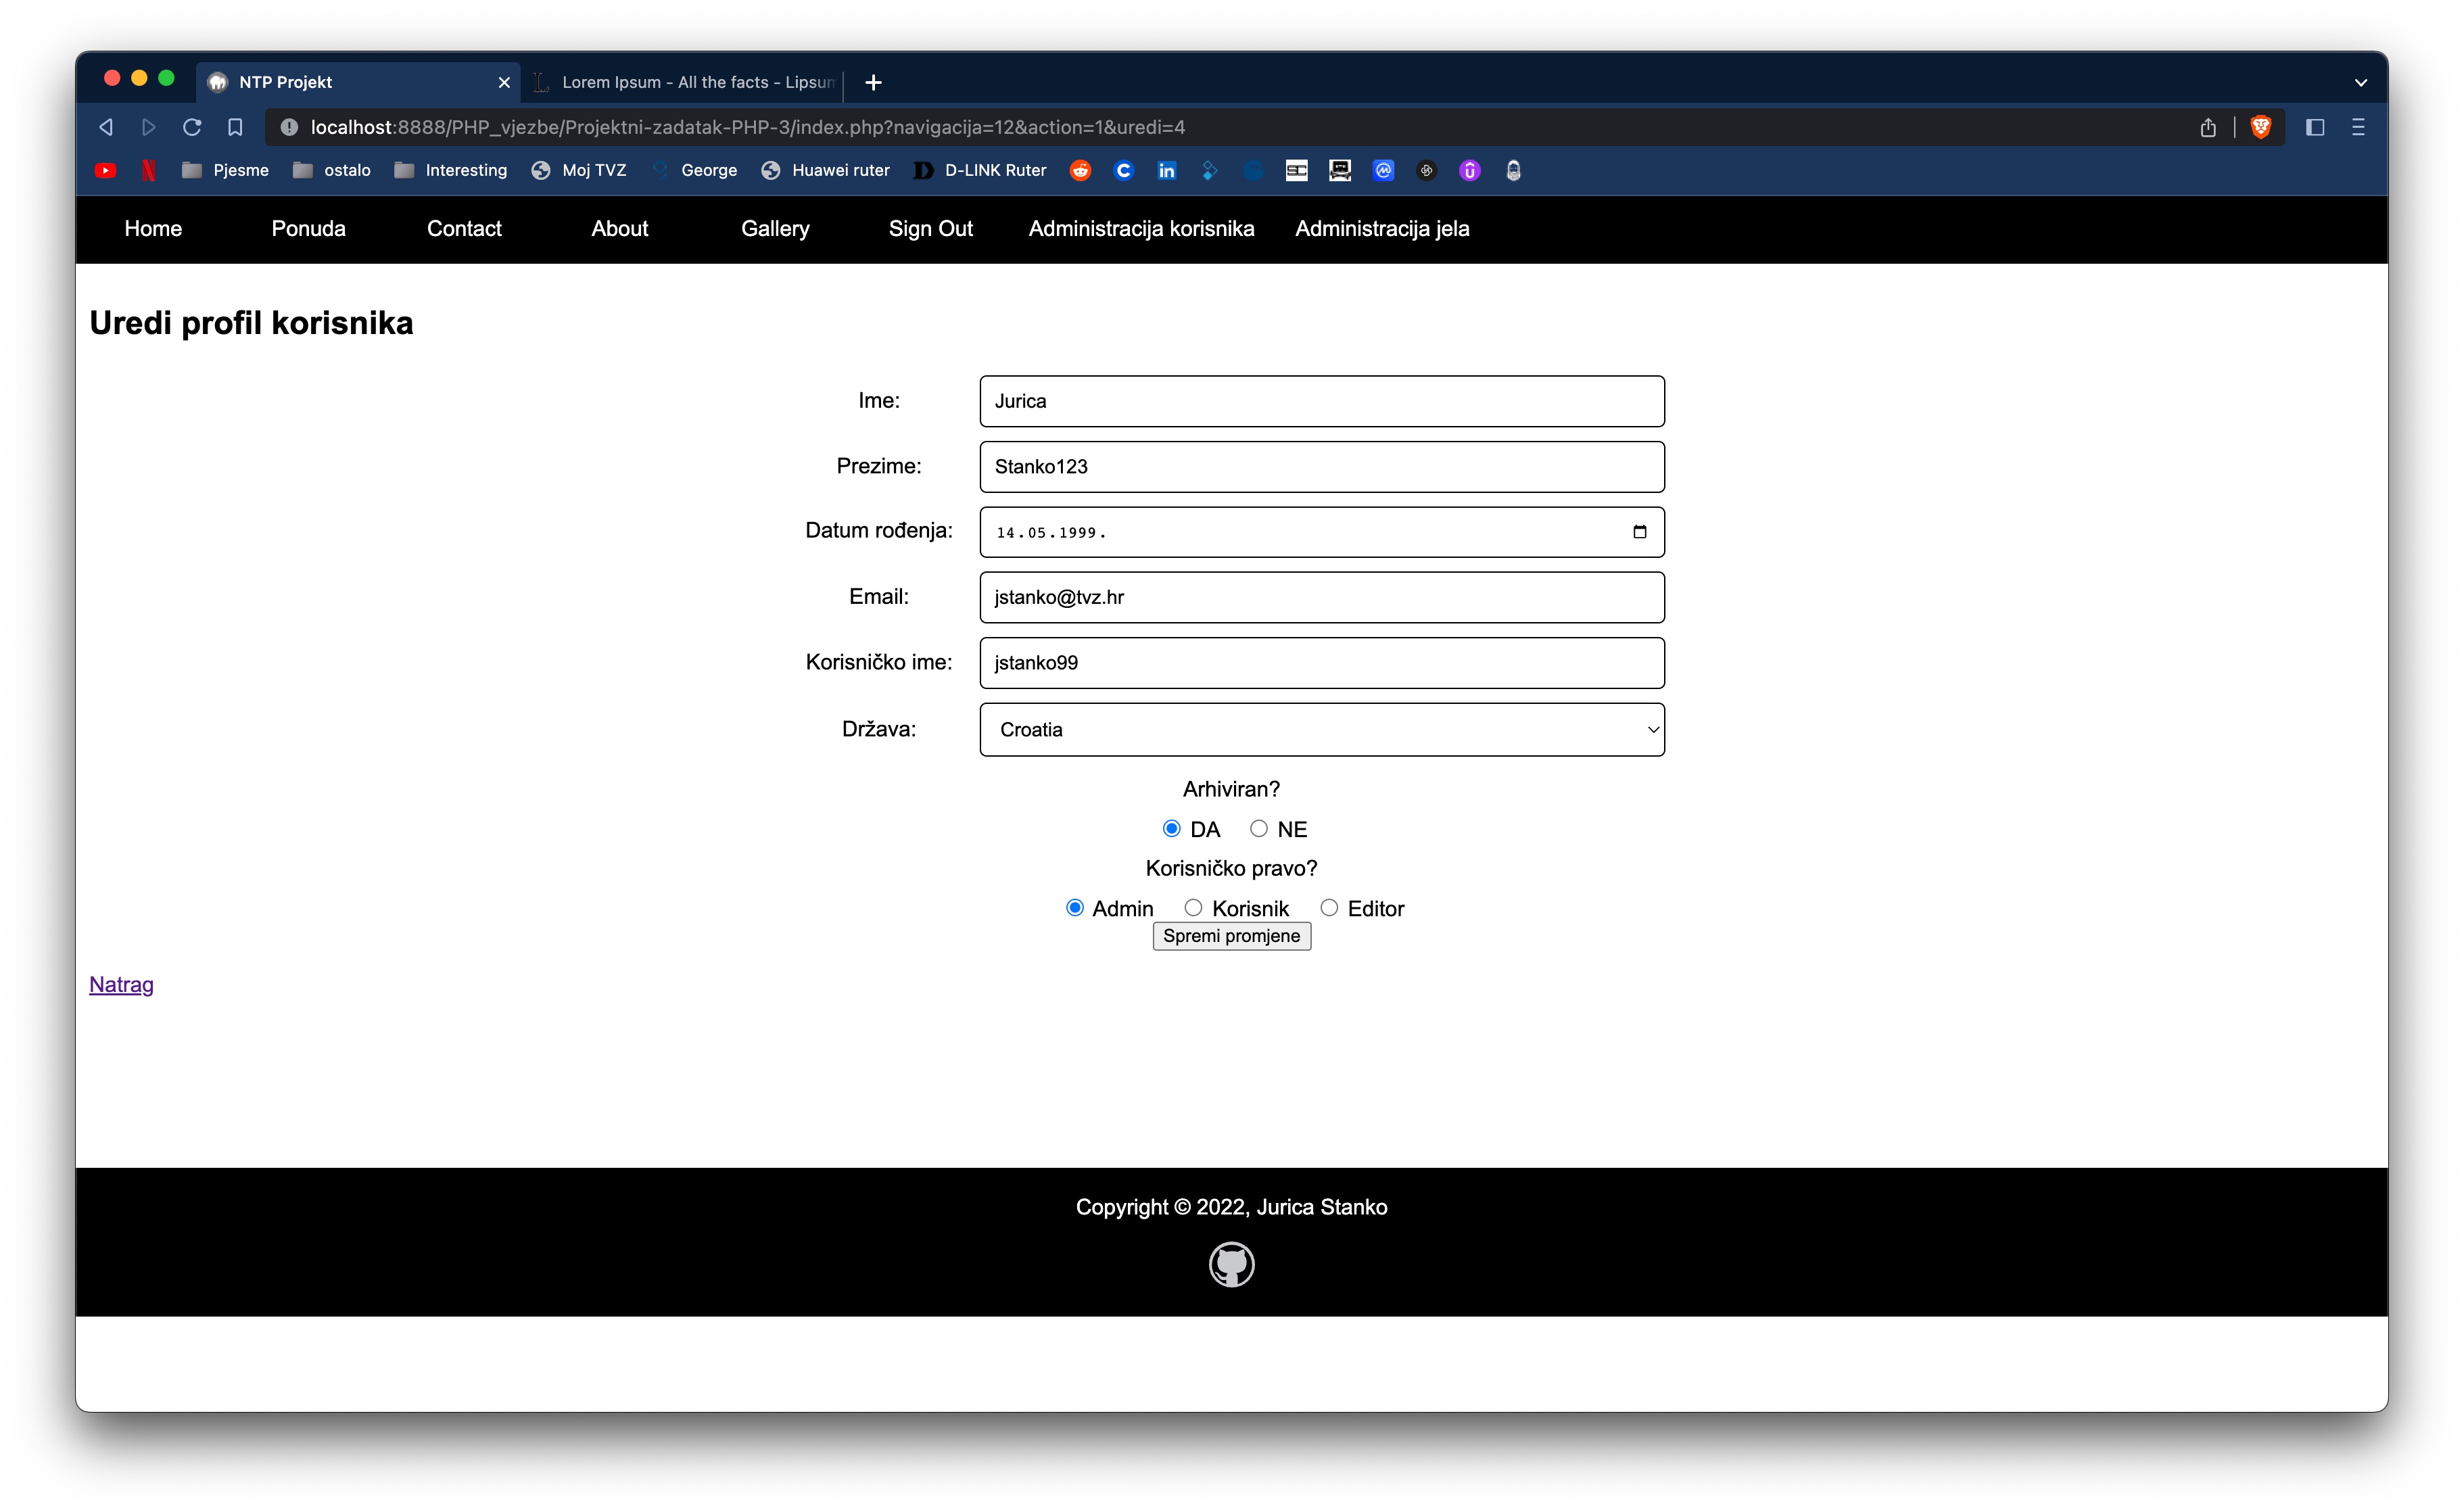 NTP Projekt
Lorem Ipsum - All the facts - Lipsum
localhost:8888/PHP_vjezbe/Projektni-zadatak-PHP-3/index.php?navigacija=12&action=1&uredi=4
Pjesme ostalo Interesting Moj TVZ George Huawei ruter D-LINK Ruter
Home Ponuda Contact About Gallery Sign Out Administracija korisnika Administracija jela
Uredi profil korisnika
Ime: Jurica
Prezime: Stanko123
Datum rođenja: 14.05.1999.
Email: jstanko@tvz.hr
Korisničko ime: jstanko99
Država: Croatia
Arhiviran?
DA NE
Korisničko pravo?
Admin Korisnik Editor
Spremi promjene
Natrag
Copyright © 2022, Jurica Stanko